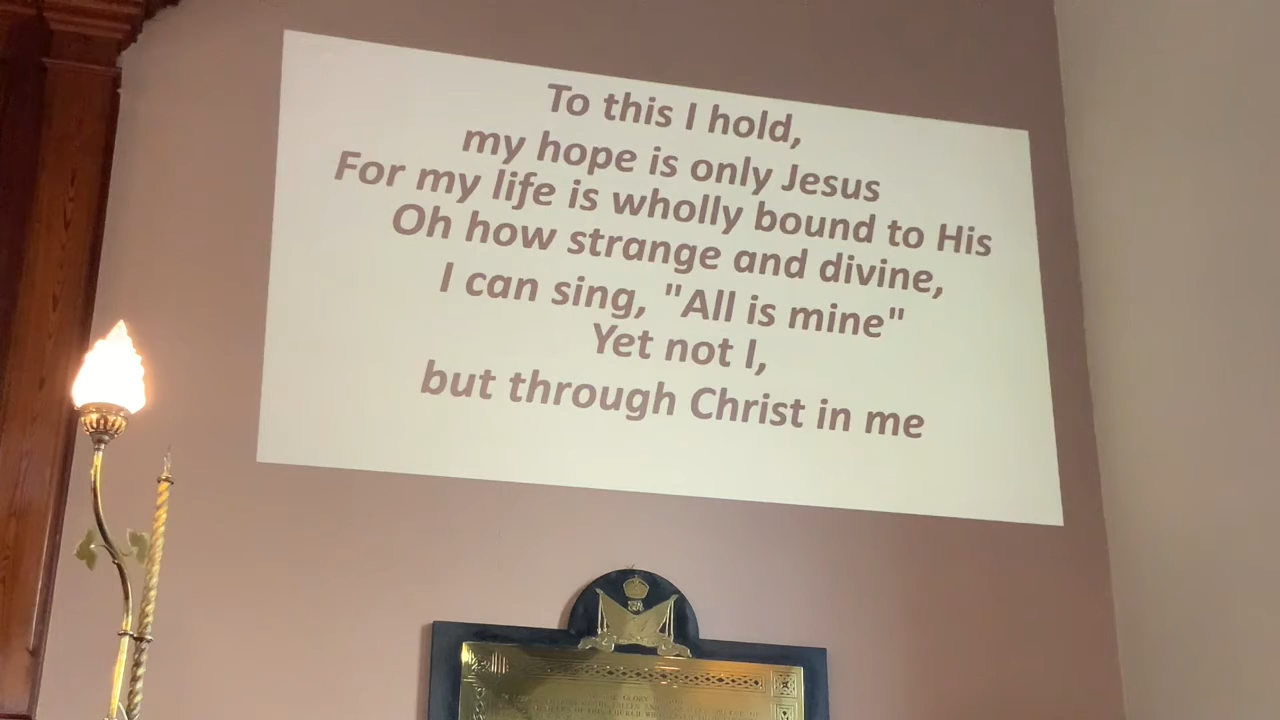 To this I hold,
my hope is only Jesus
For my life is wholly bound to His
Oh how strange and divine,
I can sing, "All is mine"
Yet not I,
but through Christ in me